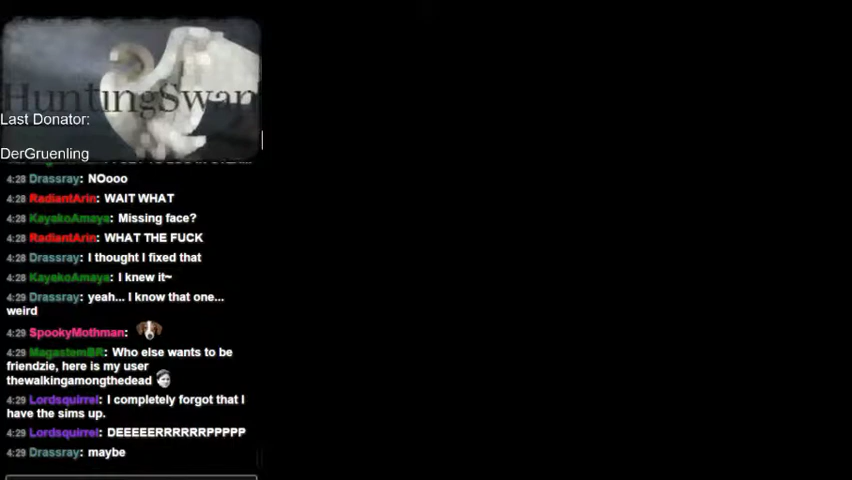 HuntingSwan
Last Donator:
DerGruenling
4:28 Drassray: NOooo
4:28 RadiantArin: WAIT WHAT
4:28 KayakoAmaya: Missing face?
4:28 RadiantArin: WHAT THE FUCK
4:28 Drassray: I thought I fixed that
4:28 KayakoAmaya: I knew it~
4:29 Drassray: yeah... I know that one...
weird
4:29 SpookyMothman:
4:29 MagastemBR: Who else wants to be
friendzie, here is my user
thewalkingamongthedead
4:29 Lordsquirrel: I completely forgot that I
have the sims up.
4:29 Lordsquirrel: DEEEEERRRRRRPPPPP
4:29 Drassray: maybe